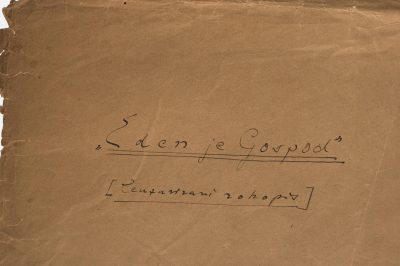 „Eden je Gospod"
[Cenzurirani rokopis]